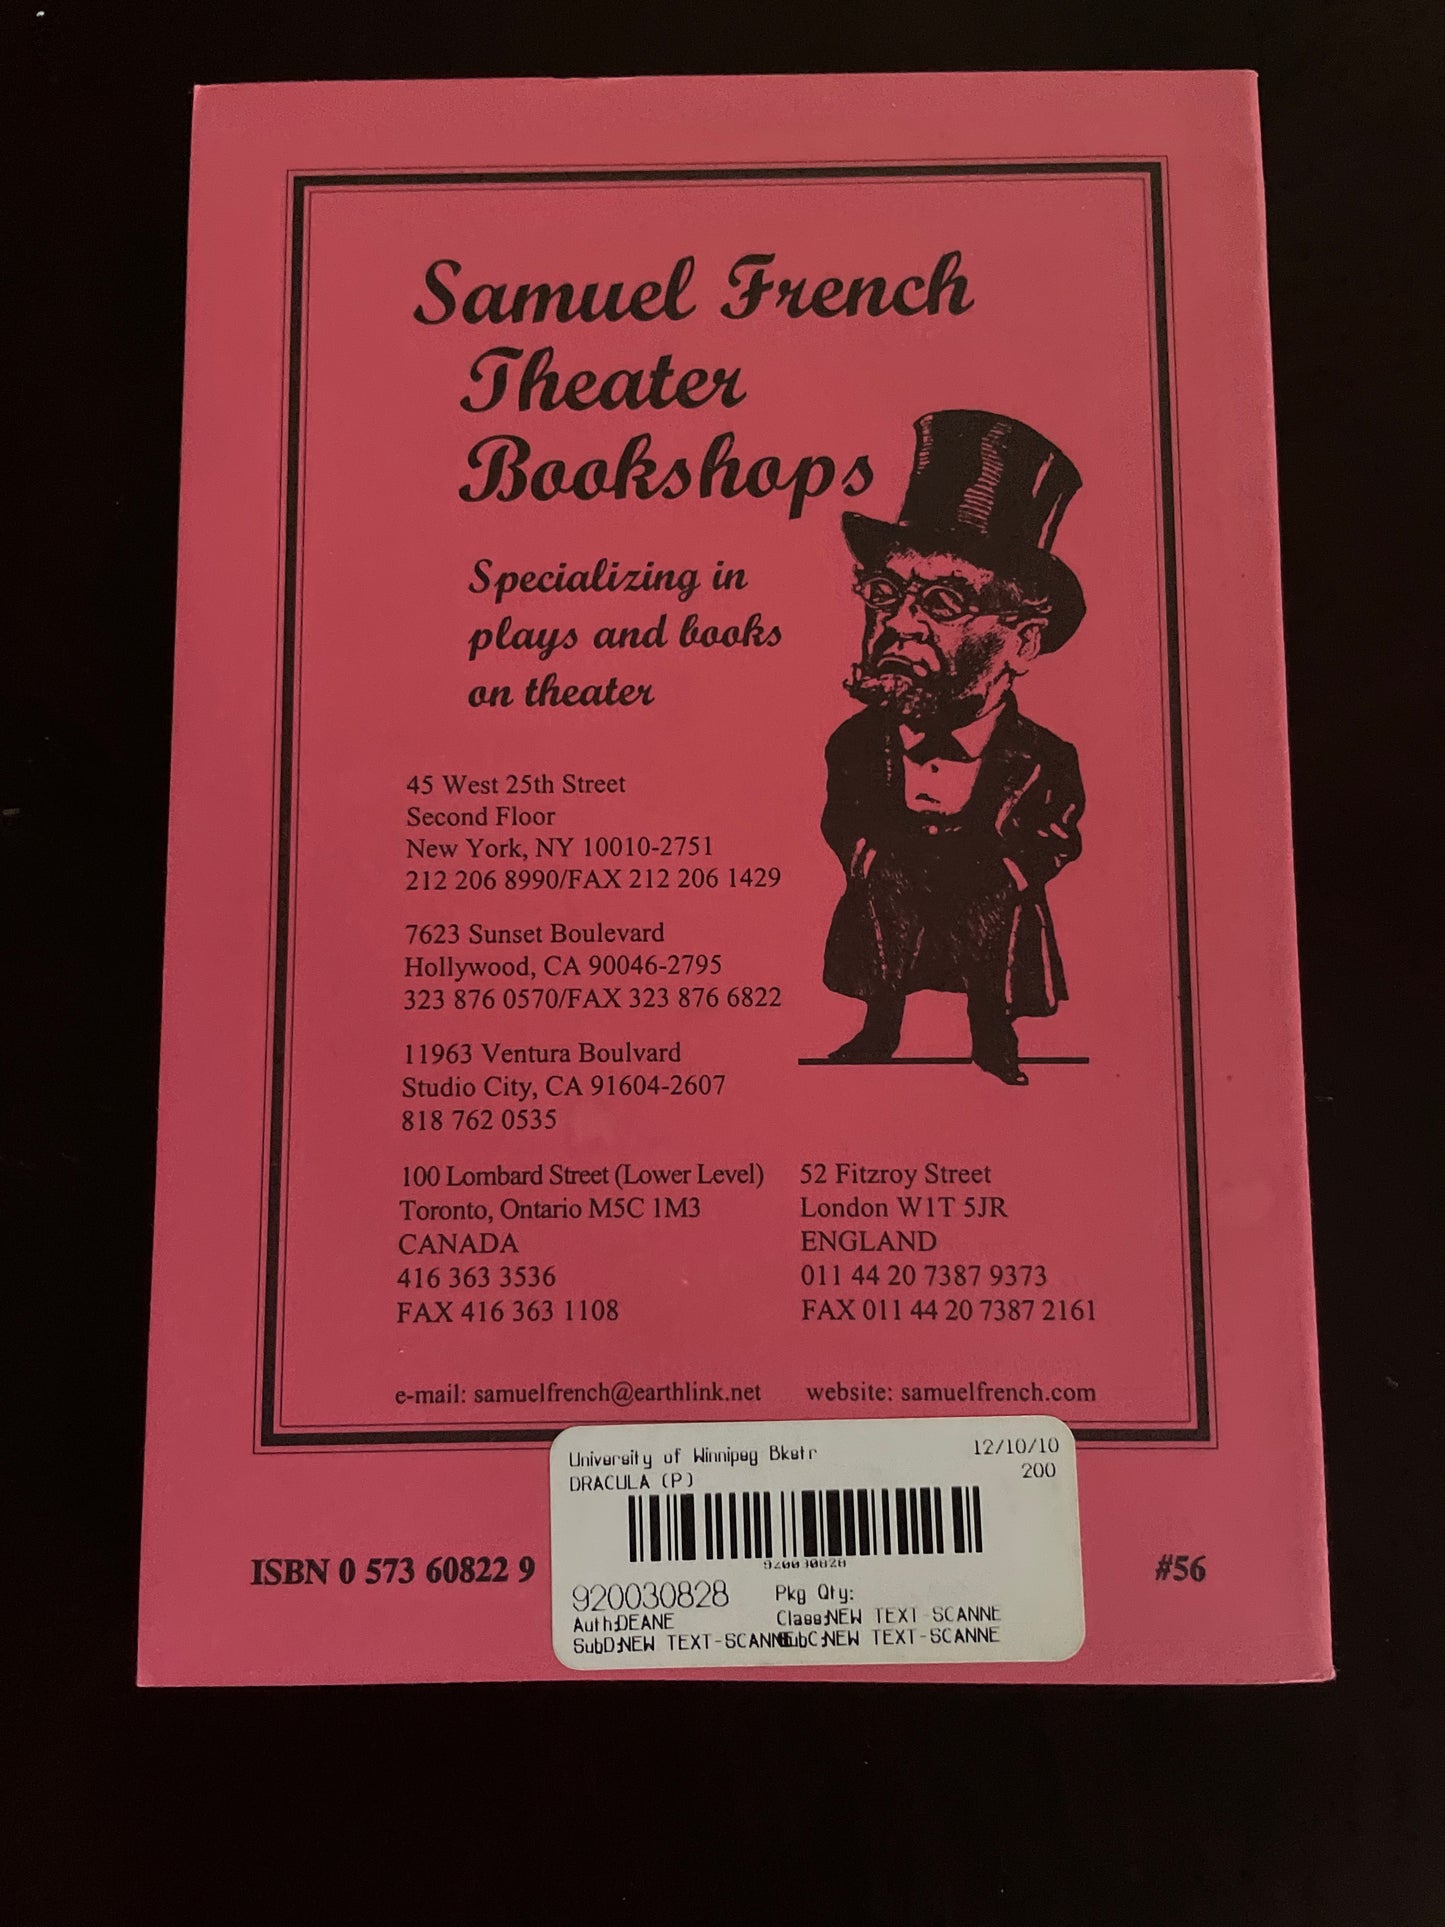 Samuel French
Theater
Bookshops
Specializing in
plays and books
on theater
45 West 25th Street
Second Floor
New York, NY 10010-2751
212 206 8990/FAX 212 206 1429
7623 Sunset Boulevard
Hollywood, CA 90046-2795
323 876 0570/FAX 323 876 6822
11963 Ventura Boulvard
Studio City, CA 91604-2607
818 762 0535
100 Lombard Street (Lower Level)
Toronto, Ontario M5C 1M3
CANADA
416 363 3536
FAX 416 363 1108
52 Fitzroy Street
London W1T 5JR
ENGLAND
011 44 20 7387 9373
FAX 011 44 20 7387 2161
e-mail: samuelfrench@earthlink.net website: samuelfrench.com
University of Winnipeg Bkstr 12/10/10
DRACULA (P) 200
920030828
ISBN 0 573 60822 9
#56
920030828 Pkg Qty:
Auth:DEANE Class:NEW TEXT-SCANNE
SubD:NEW TEXT-SCANNE SubC:NEW TEXT-SCANNE